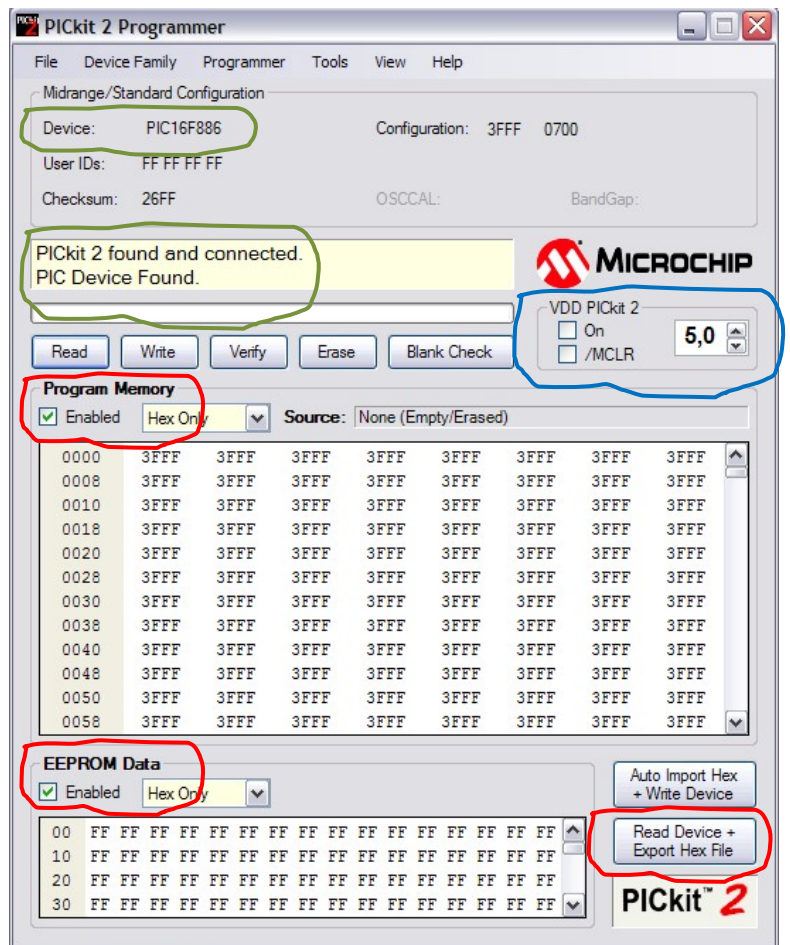 PICkit 2 Programmer
File Device Family Programmer Tools View Help
Midrange/Standard Configuration
Device: PIC16F886 Configuration: 3FFF 0700
User IDs: FF FF FF FF
Checksum: 26FF OSCCAL: BandGap:
PICkit 2 found and connected.
PIC Device Found.
MICROCHIP
VDD PICkit 2
On
/MCLR
5,0
Read Write Verify Erase Blank Check
Program Memory
Enabled Hex Only Source: None (Empty/Erased)
0000 3FFF 3FFF 3FFF 3FFF 3FFF 3FFF 3FFF 3FFF
0008 3FFF 3FFF 3FFF 3FFF 3FFF 3FFF 3FFF 3FFF
0010 3FFF 3FFF 3FFF 3FFF 3FFF 3FFF 3FFF 3FFF
0018 3FFF 3FFF 3FFF 3FFF 3FFF 3FFF 3FFF 3FFF
0020 3FFF 3FFF 3FFF 3FFF 3FFF 3FFF 3FFF 3FFF
0028 3FFF 3FFF 3FFF 3FFF 3FFF 3FFF 3FFF 3FFF
0030 3FFF 3FFF 3FFF 3FFF 3FFF 3FFF 3FFF 3FFF
0038 3FFF 3FFF 3FFF 3FFF 3FFF 3FFF 3FFF 3FFF
0040 3FFF 3FFF 3FFF 3FFF 3FFF 3FFF 3FFF 3FFF
0048 3FFF 3FFF 3FFF 3FFF 3FFF 3FFF 3FFF 3FFF
0050 3FFF 3FFF 3FFF 3FFF 3FFF 3FFF 3FFF 3FFF
0058 3FFF 3FFF 3FFF 3FFF 3FFF 3FFF 3FFF 3FFF
EEPROM Data
Enabled Hex Only
00 FF FF FF FF FF FF FF FF FF FF FF FF FF FF FF FF
10 FF FF FF FF FF FF FF FF FF FF FF FF FF FF FF FF
20 FF FF FF FF FF FF FF FF FF FF FF FF FF FF FF FF
30 FF FF FF FF FF FF FF FF FF FF FF FF FF FF FF FF
Auto Import Hex
+ Write Device
Read Device +
Export Hex File
PICkit™ 2